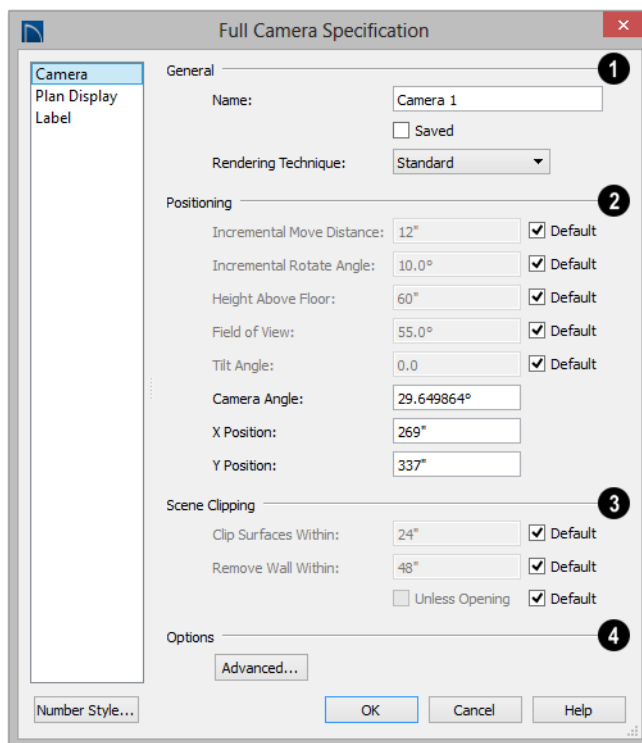 Full Camera Specification
Camera
Plan Display
Label
General 1
Name: Camera 1
Saved
Rendering Technique: Standard
Positioning 2
Incremental Move Distance: 12" Default
Incremental Rotate Angle: 10.0° Default
Height Above Floor: 60" Default
Field of View: 55.0° Default
Tilt Angle: 0.0 Default
Camera Angle: 29.649864°
X Position: 269"
Y Position: 337"
Scene Clipping 3
Clip Surfaces Within: 24" Default
Remove Wall Within: 48" Default
Unless Opening Default
Options 4
Advanced...
Number Style... OK Cancel Help